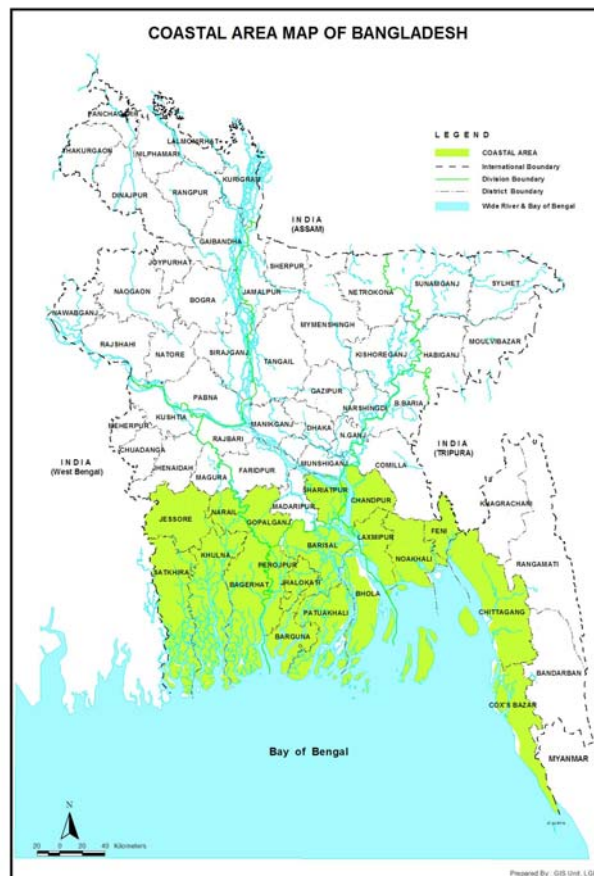 COASTAL AREA MAP OF BANGLADESH
LEGEND
COASTAL AREA
International Boundary
Division Boundary
District Boundary
Wide River & Bay of Bengal
PANCHAGARH
THAKURGAON
NILPHAMARI
LALMONIRHAT
DINAJPUR
RANGPUR
KURIGRAM
GAIBANDHA
INDIA
(ASSAM)
JOYPURHAT
SHERPUR
NAOGAON
BOGRA
JAMALPUR
NETROKONA
SUNAMGANJ
SYLHET
NAWABGANJ
MYMENSHINGH
RAJSHAHI
NATORE
SIRAJGANJ
TANGAIL
KISHOREGANJ
HABIGANJ
MOULVIBAZAR
PABNA
GAZIPUR
NARSHINGDI
B.BARIA
MEHERPUR
KUSHTIA
MANIKGANJ
DHAKA
N.GANJ
CHUADANGA
RAJBARI
INDIA
(West Bengal)
INDIA
(TRIPURA)
JHENAIDAH
MAGURA
FARIDPUR
MUNSHIGANJ
COMILLA
SHARIATPUR
CHANDPUR
MADARIPUR
KHAGRACHARI
JESSORE
NARAIL
GOPALGANJ
BARISAL
LAXMIPUR
FENI
NOAKHALI
RANGAMATI
SATKHIRA
KHULNA
BAGERHAT
PEROJPUR
JHALOKATI
BHOLA
PATUAKHALI
CHITTAGANG
BARGUNA
BANDARBAN
COX'S BAZAR
Bay of Bengal
MYANMAR
N
20 0 20 40 Kilometers
Prepared By: GIS Unit, LG